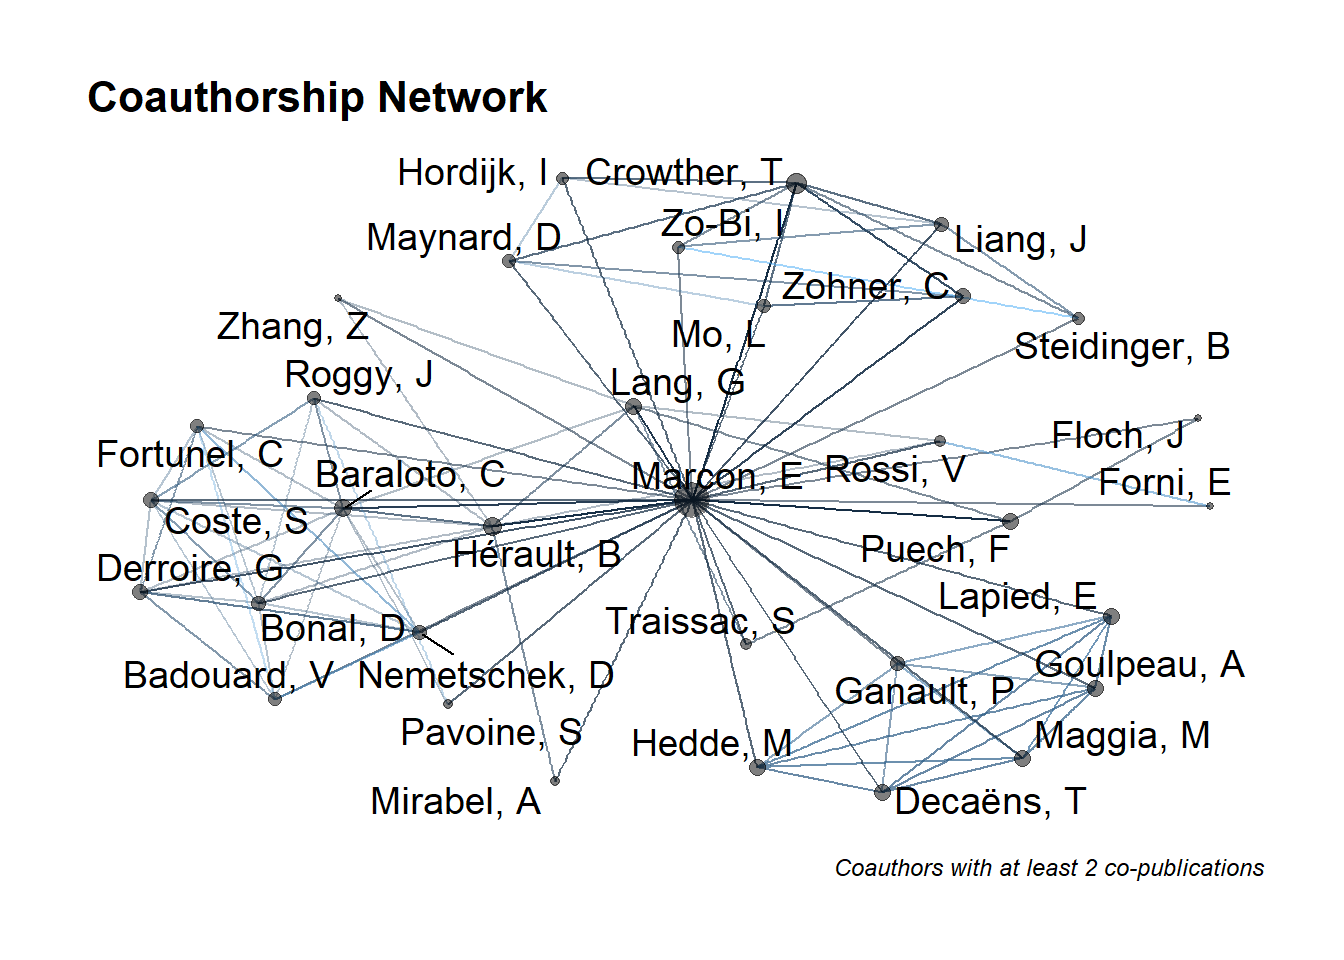 Coauthorship Network
Hordijk, I
Crowther, T
Zo-Bi, I
Maynard, D
Liang, J
Zohner, C
Zhang, Z
Mo, L
Steidinger, B
Roggy, J
Lang, G
Floch, J
Fortunel, C
Baraloto, C
Marcon, E
Rossi, V
Forni, E
Coste, S
Hérault, B
Puech, F
Derroire, G
Lapied, E
Bonal, D
Traissac, S
Goulpeau, A
Badouard, V
Nemetschek, D
Ganault, P
Pavoine, S
Hedde, M
Maggia, M
Mirabel, A
Decaëns, T
Coauthors with at least 2 co-publications